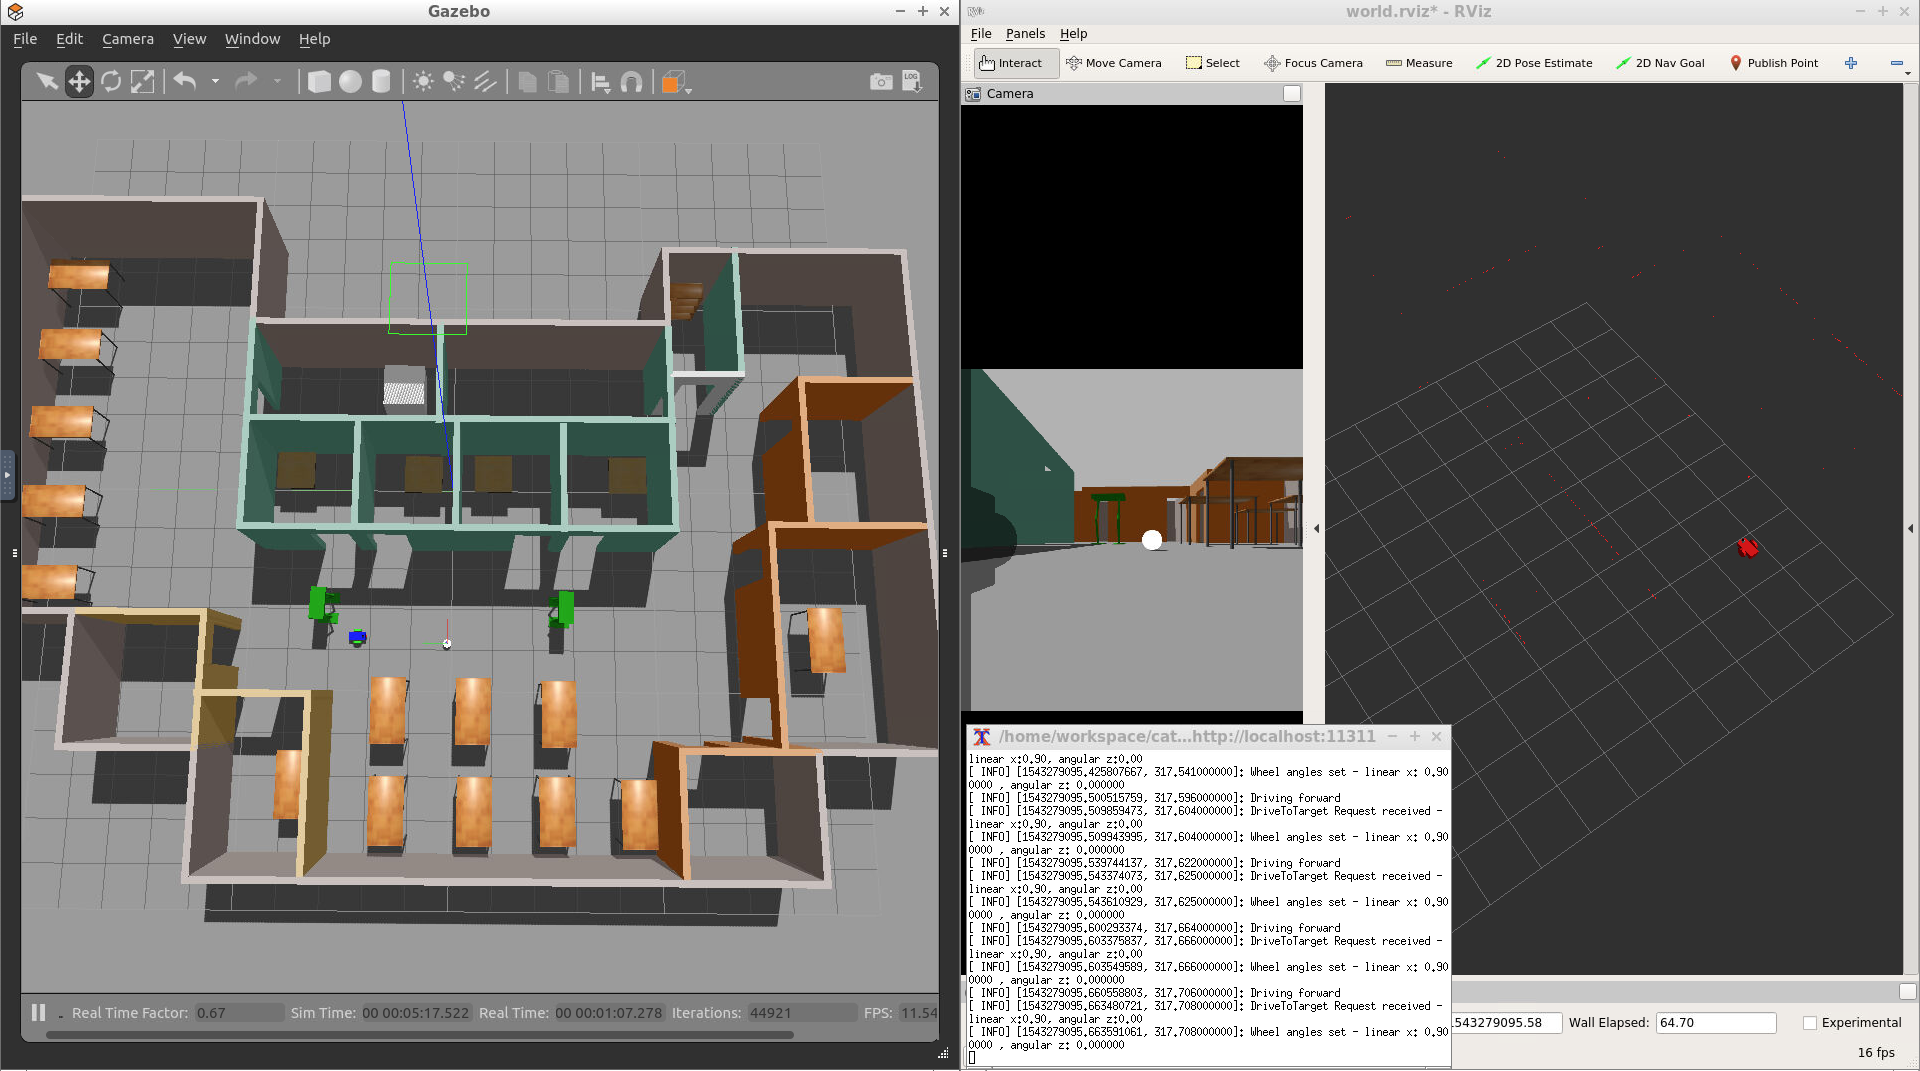 Gazebo
File Edit Camera View Window Help
LOG
Real Time Factor: 0.67 Sim Time: 00 00:05:17.522 Real Time: 00 00:01:07.278 Iterations: 44921 FPS: 11.54
world.rviz* - RViz
File Panels Help
Interact Move Camera Select Focus Camera Measure 2D Pose Estimate 2D Nav Goal Publish Point
Camera
/home/workspace/cat...http://localhost:11311
linear x:0.90, angular z:0.00
[ INFO] [1543279095.425807667, 317.541000000]: Wheel angles set - linear x: 0.90
0000 , angular z: 0.000000
[ INFO] [1543279095.500515759, 317.596000000]: Driving forward
[ INFO] [1543279095.509859473, 317.604000000]: DriveToTarget Request received -
linear x:0.90, angular z:0.00
[ INFO] [1543279095.509943995, 317.604000000]: Wheel angles set - linear x: 0.90
0000 , angular z: 0.000000
[ INFO] [1543279095.539744137, 317.622000000]: Driving forward
[ INFO] [1543279095.543374073, 317.625000000]: DriveToTarget Request received -
linear x:0.90, angular z:0.00
[ INFO] [1543279095.543610929, 317.625000000]: Wheel angles set - linear x: 0.90
0000 , angular z: 0.000000
[ INFO] [1543279095.600293374, 317.664000000]: Driving forward
[ INFO] [1543279095.603375837, 317.666000000]: DriveToTarget Request received -
linear x:0.90, angular z:0.00
[ INFO] [1543279095.603549589, 317.666000000]: Wheel angles set - linear x: 0.90
0000 , angular z: 0.000000
[ INFO] [1543279095.660558803, 317.706000000]: Driving forward
[ INFO] [1543279095.663480721, 317.708000000]: DriveToTarget Request received -
linear x:0.90, angular z:0.00
[ INFO] [1543279095.663591061, 317.708000000]: Wheel angles set - linear x: 0.90
0000 , angular z: 0.000000
543279095.58 Wall Elapsed: 64.70 Experimental
16 fps